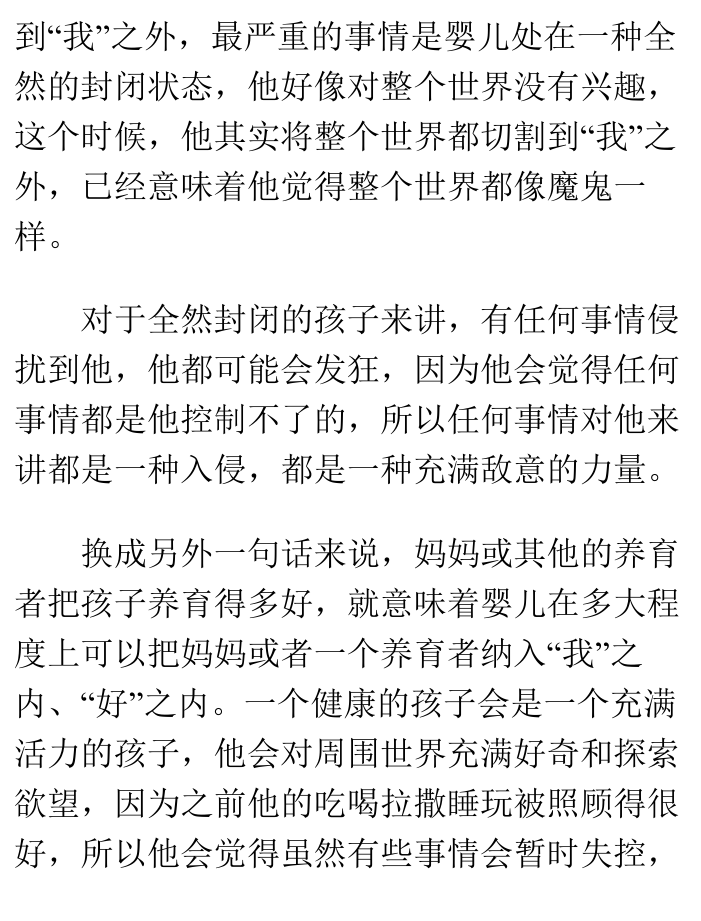 到“我”之外，最严重的事情是婴儿处在一种全
然的封闭状态，他好像对整个世界没有兴趣，
这个时候，他其实将整个世界都切割到“我”之
外，已经意味着他觉得整个世界都像魔鬼一
样。
对于全然封闭的孩子来讲，有任何事情侵
扰到他，他都可能会发狂，因为他会觉得任何
事情都是他控制不了的，所以任何事情对他来
讲都是一种入侵，都是一种充满敌意的力量。
换成另外一句话来说，妈妈或其他的养育
者把孩子养育得多好，就意味着婴儿在多大程
度上可以把妈妈或者一个养育者纳入“我”之
内、“好”之内。一个健康的孩子会是一个充满
活力的孩子，他会对周围世界充满好奇和探索
欲望，因为之前他的吃喝拉撒睡玩被照顾得很
好，所以他会觉得虽然有些事情会暂时失控，